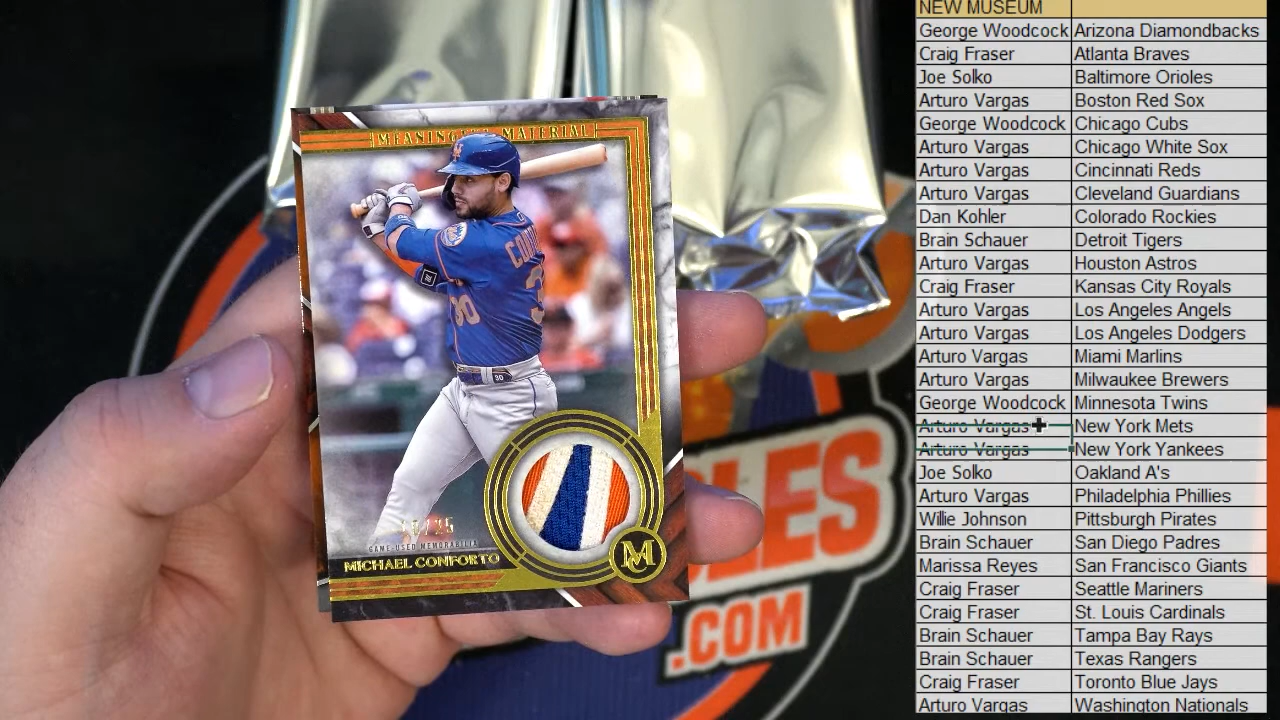 MEANINGFUL MATERIAL
30
30
/25
GAME-USED MEMORABILIA
MICHAEL CONFORTO
MC
LES
.COM
NEW MUSEUM
George Woodcock Arizona Diamondbacks
Craig Fraser Atlanta Braves
Joe Solko Baltimore Orioles
Arturo Vargas Boston Red Sox
George Woodcock Chicago Cubs
Arturo Vargas Chicago White Sox
Arturo Vargas Cincinnati Reds
Arturo Vargas Cleveland Guardians
Dan Kohler Colorado Rockies
Brain Schauer Detroit Tigers
Arturo Vargas Houston Astros
Craig Fraser Kansas City Royals
Arturo Vargas Los Angeles Angels
Arturo Vargas Los Angeles Dodgers
Arturo Vargas Miami Marlins
Arturo Vargas Milwaukee Brewers
George Woodcock Minnesota Twins
Arturo Vargas New York Mets
Arturo Vargas New York Yankees
Joe Solko Oakland A's
Arturo Vargas Philadelphia Phillies
Willie Johnson Pittsburgh Pirates
Brain Schauer San Diego Padres
Marissa Reyes San Francisco Giants
Craig Fraser Seattle Mariners
Craig Fraser St. Louis Cardinals
Brain Schauer Tampa Bay Rays
Brain Schauer Texas Rangers
Craig Fraser Toronto Blue Jays
Arturo Vargas Washington Nationals